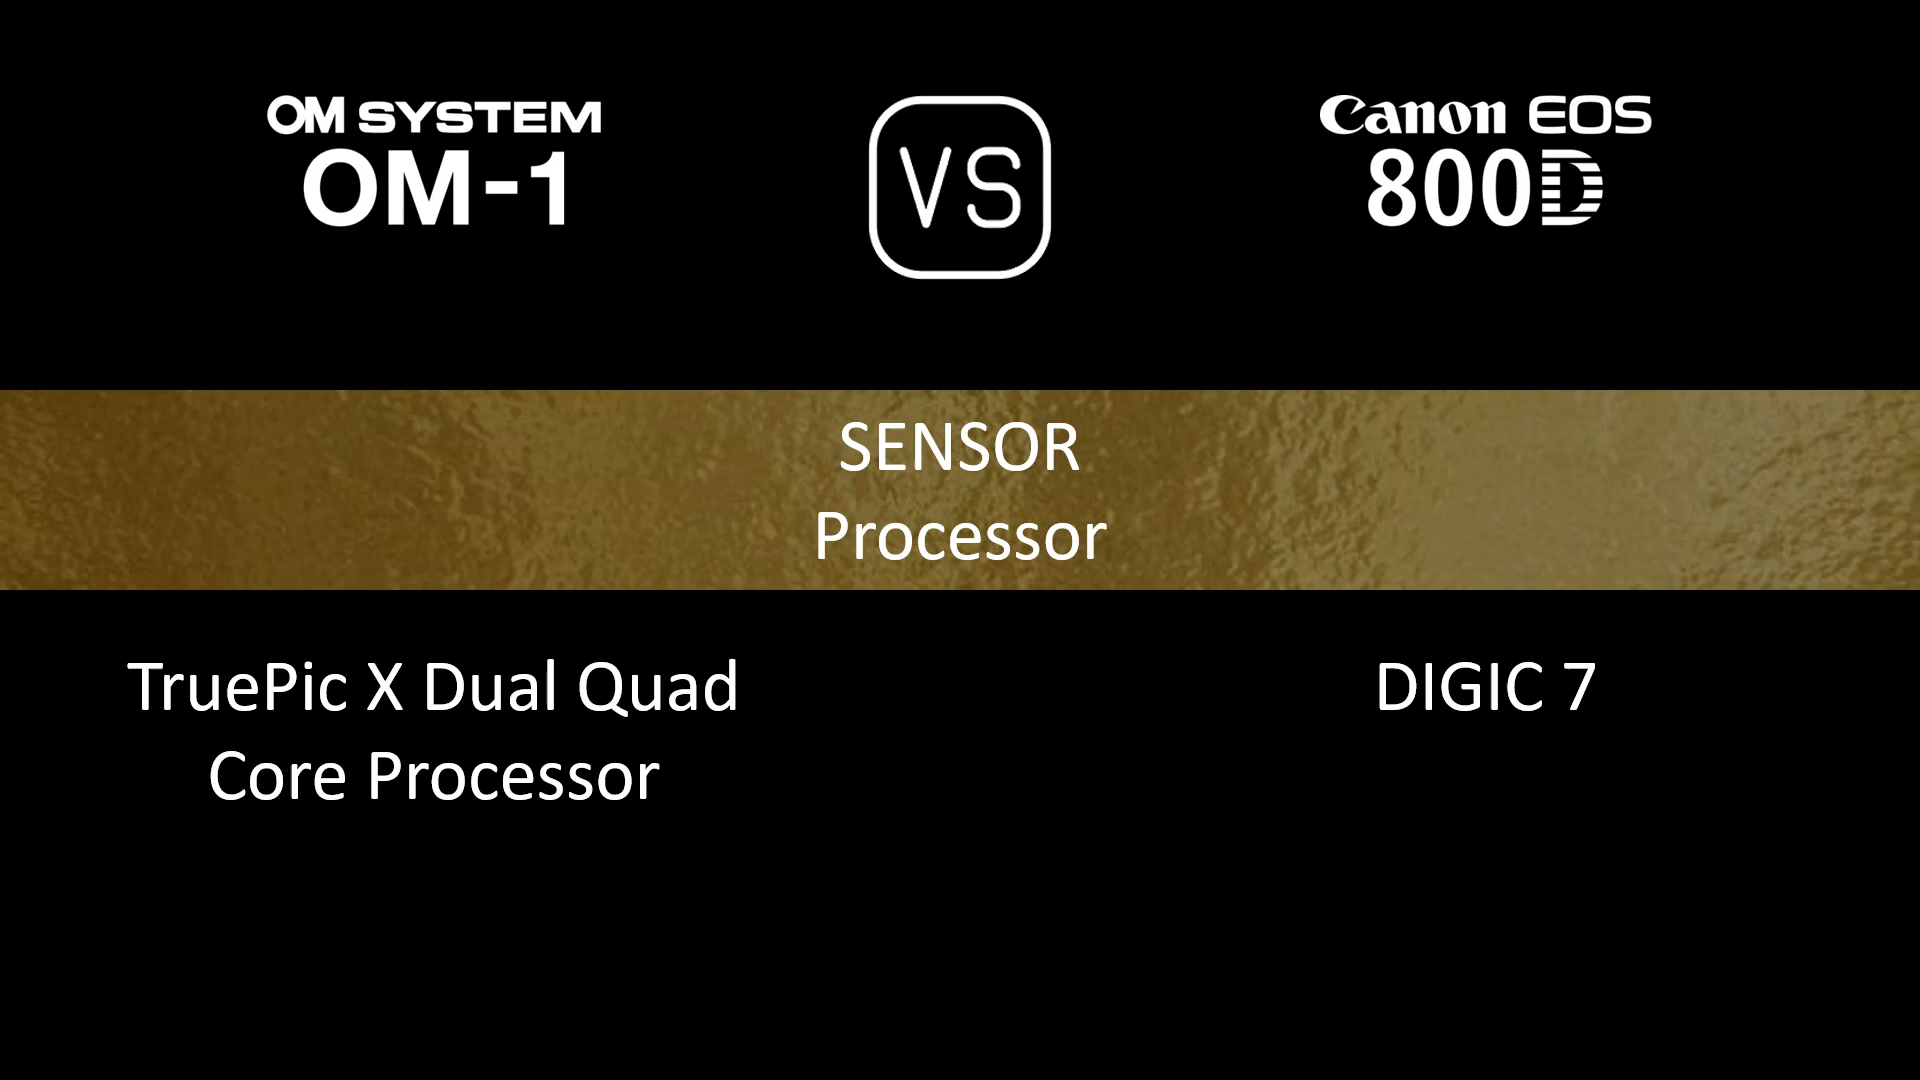 OM SYSTEM
OM-1
VS
Canon EOS
800D
SENSOR
Processor
TruePic X Dual Quad
Core Processor
DIGIC 7